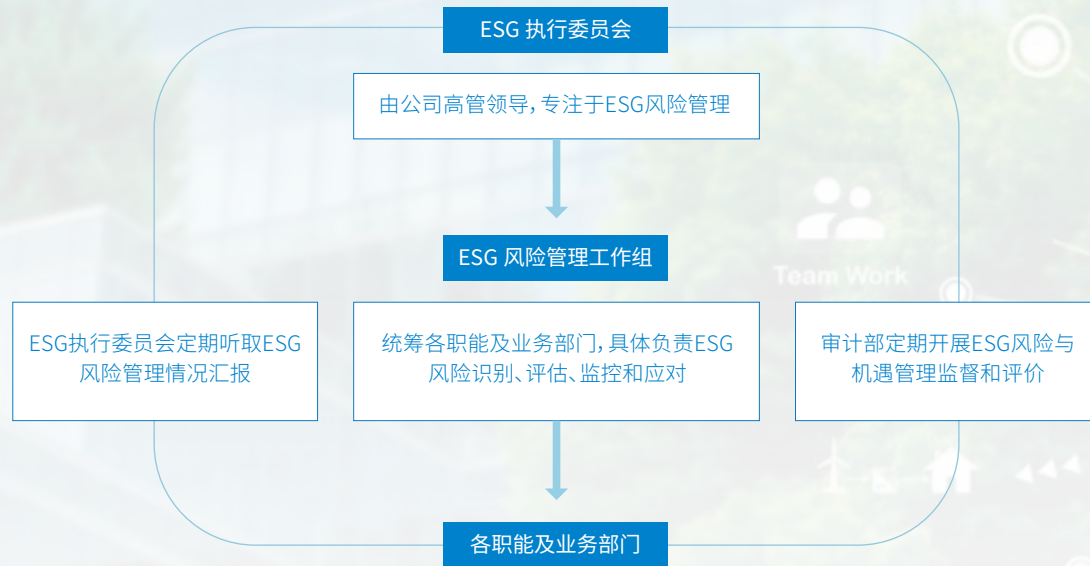 ESG 执行委员会
由公司高管领导，专注于ESG风险管理
Team Work
ESG 风险管理工作组
ESG执行委员会定期听取ESG
风险管理情况汇报
统筹各职能及业务部门，具体负责ESG
风险识别、评估、监控和应对
审计部定期开展ESG风险与
机遇管理监督和评价
各职能及业务部门